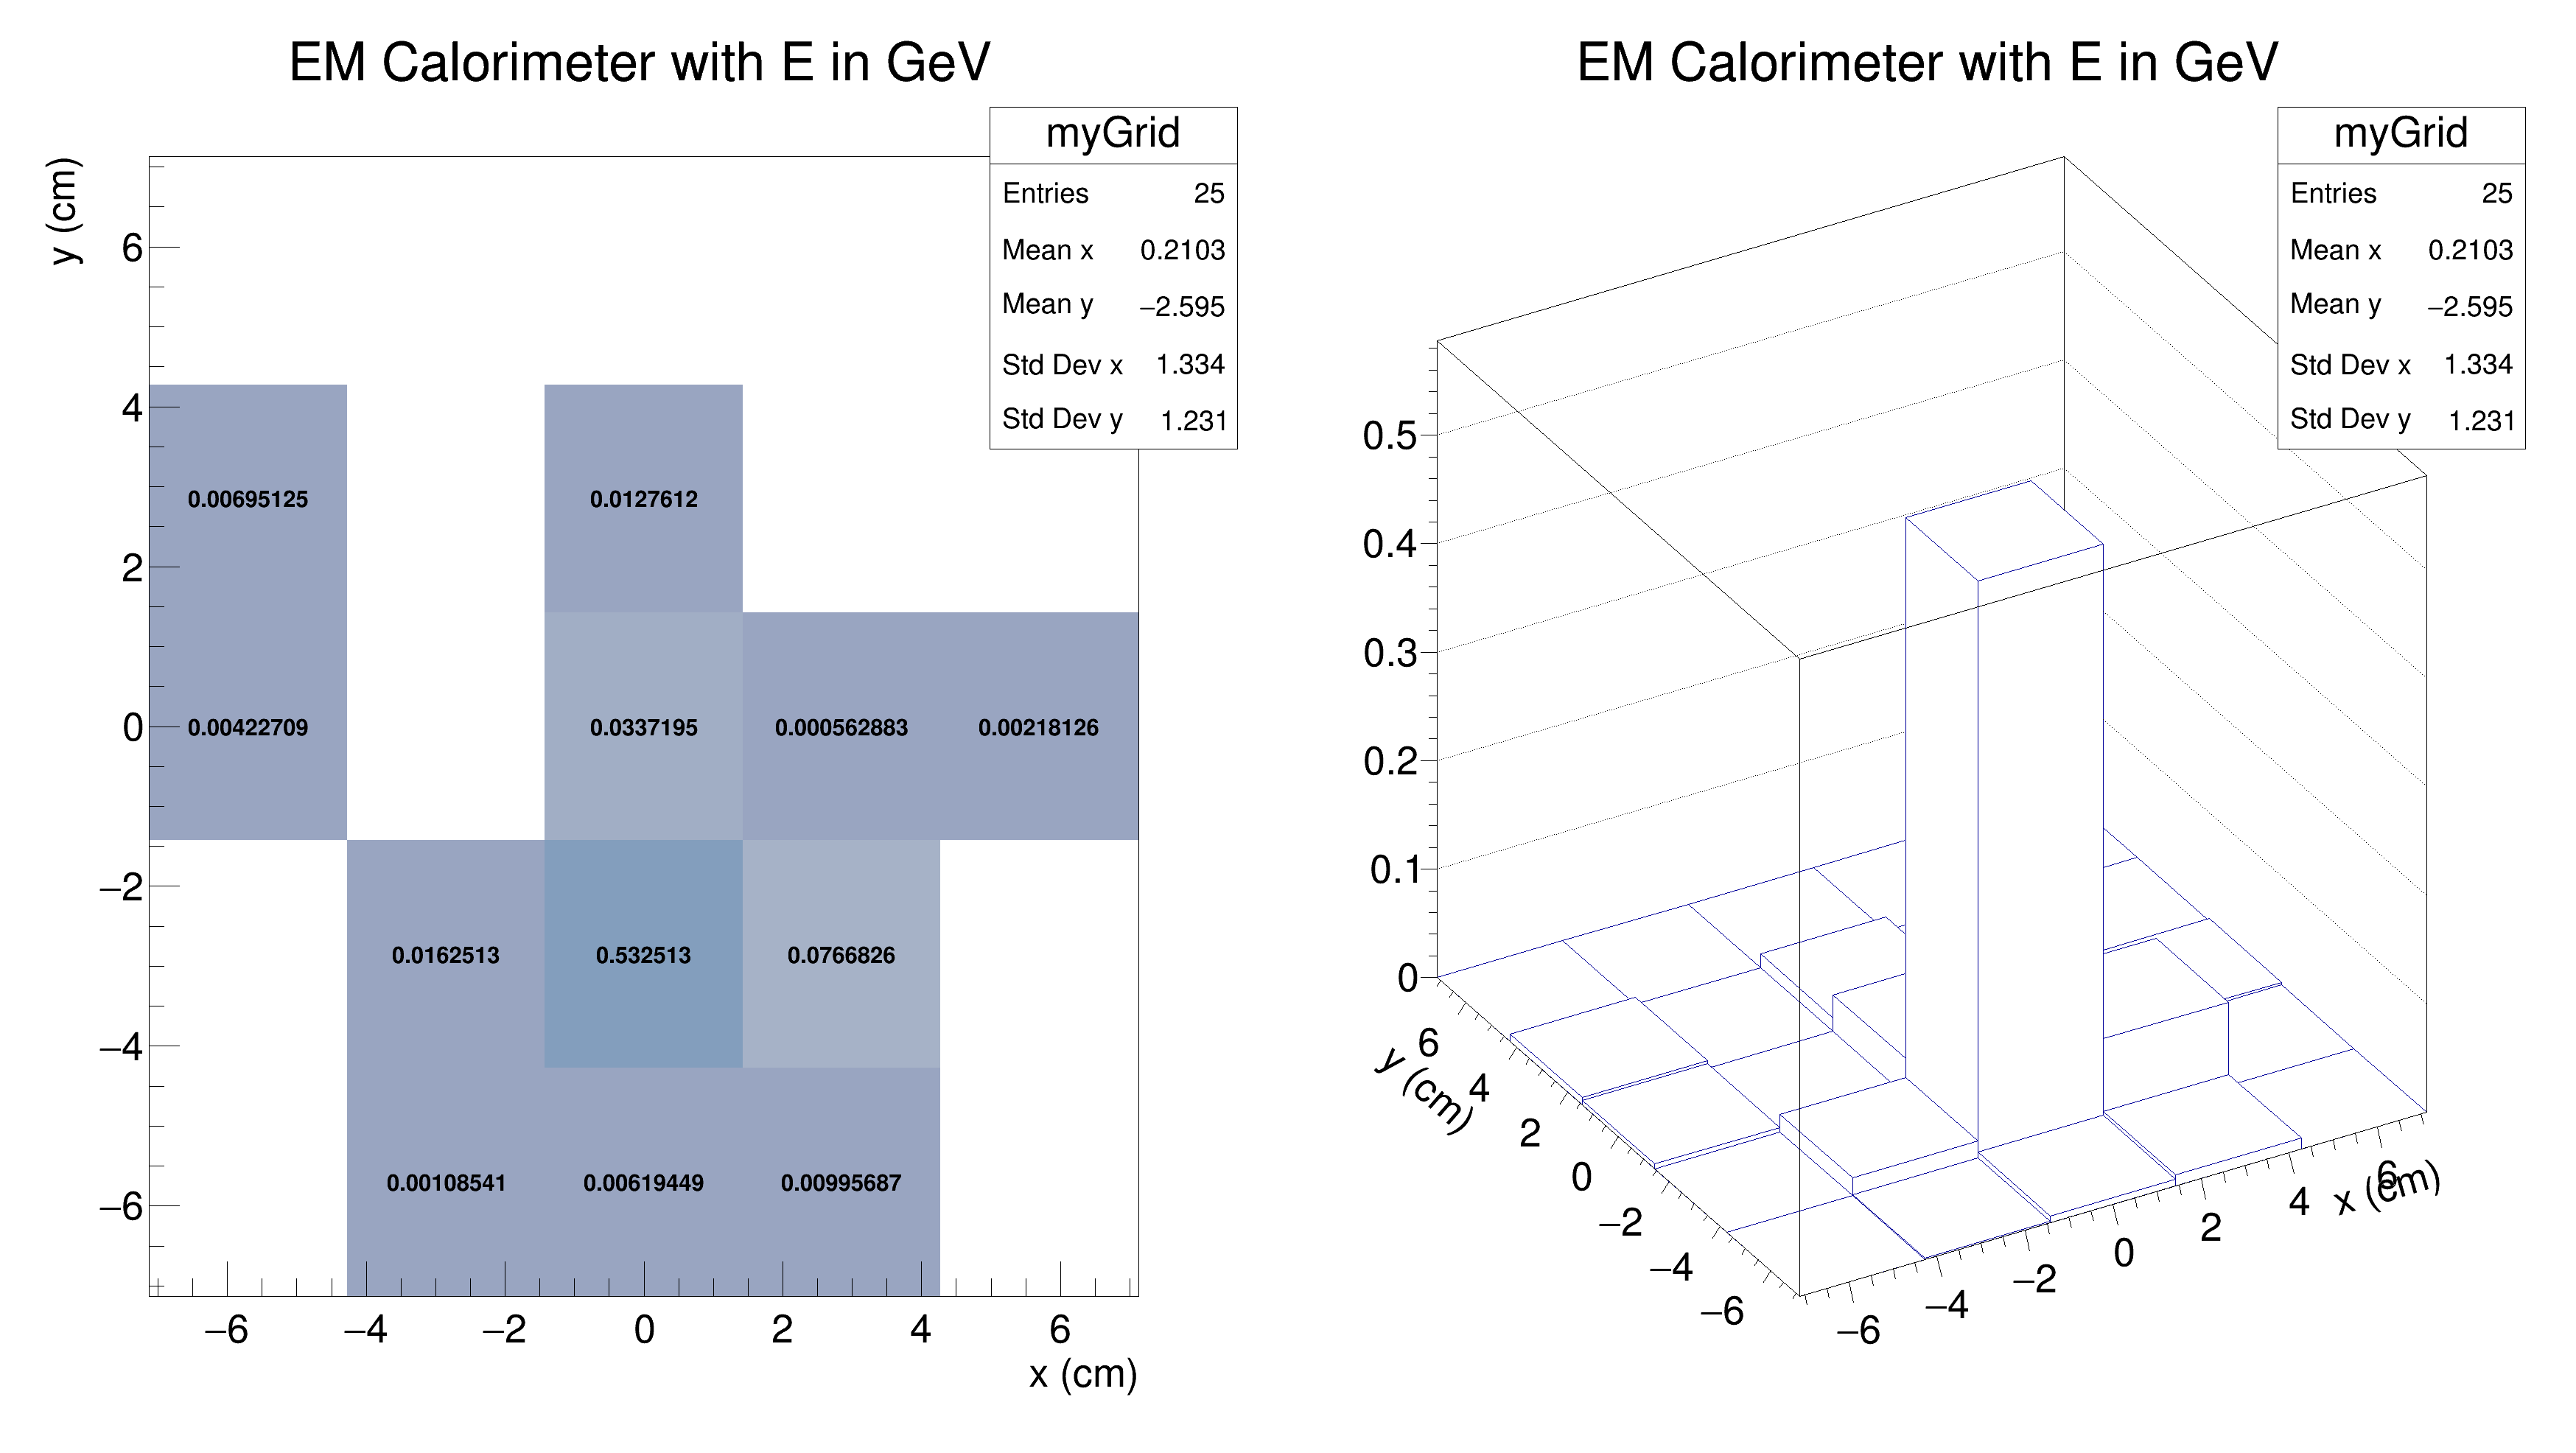 EM Calorimeter with E in GeV
myGrid
Entries 25
Mean x 0.2103
Mean y −2.595
Std Dev x 1.334
Std Dev y 1.231
y (cm)
6
4
2
0
−2
−4
−6
0.00695125 0.0127612
0.00422709 0.0337195 0.000562883 0.00218126
0.0162513 0.532513 0.0766826
0.00108541 0.00619449 0.00995687
−6 −4 −2 0 2 4 6
x (cm)
EM Calorimeter with E in GeV
myGrid
Entries 25
Mean x 0.2103
Mean y −2.595
Std Dev x 1.334
Std Dev y 1.231
0.5
0.4
0.3
0.2
0.1
0
y (cm)
6
4
2
0
−2
−4
−6
−6
−4
−2
0
2
4
6
x (cm)